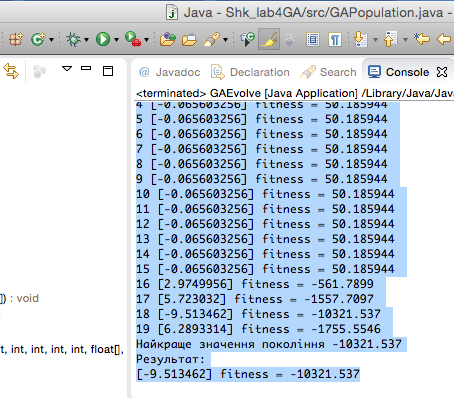 Java - Shk_lab4GA/src/GAPopulation.java -
Javadoc Declaration Search Console
<terminated> GAEvolve [Java Application] /Library/Java/Java
4 [-0.065603256] fitness = 50.185944
5 [-0.065603256] fitness = 50.185944
6 [-0.065603256] fitness = 50.185944
7 [-0.065603256] fitness = 50.185944
8 [-0.065603256] fitness = 50.185944
9 [-0.065603256] fitness = 50.185944
10 [-0.065603256] fitness = 50.185944
11 [-0.065603256] fitness = 50.185944
12 [-0.065603256] fitness = 50.185944
13 [-0.065603256] fitness = 50.185944
14 [-0.065603256] fitness = 50.185944
15 [-0.065603256] fitness = 50.185944
16 [2.9749956] fitness = -561.7899
17 [5.723032] fitness = -1557.7097
18 [-9.513462] fitness = -10321.537
19 [6.2893314] fitness = -1755.5546
Найкраще значення покоління -10321.537
Результат:
[-9.513462] fitness = -10321.537
]) : void
t, int, int, int, int, float[],